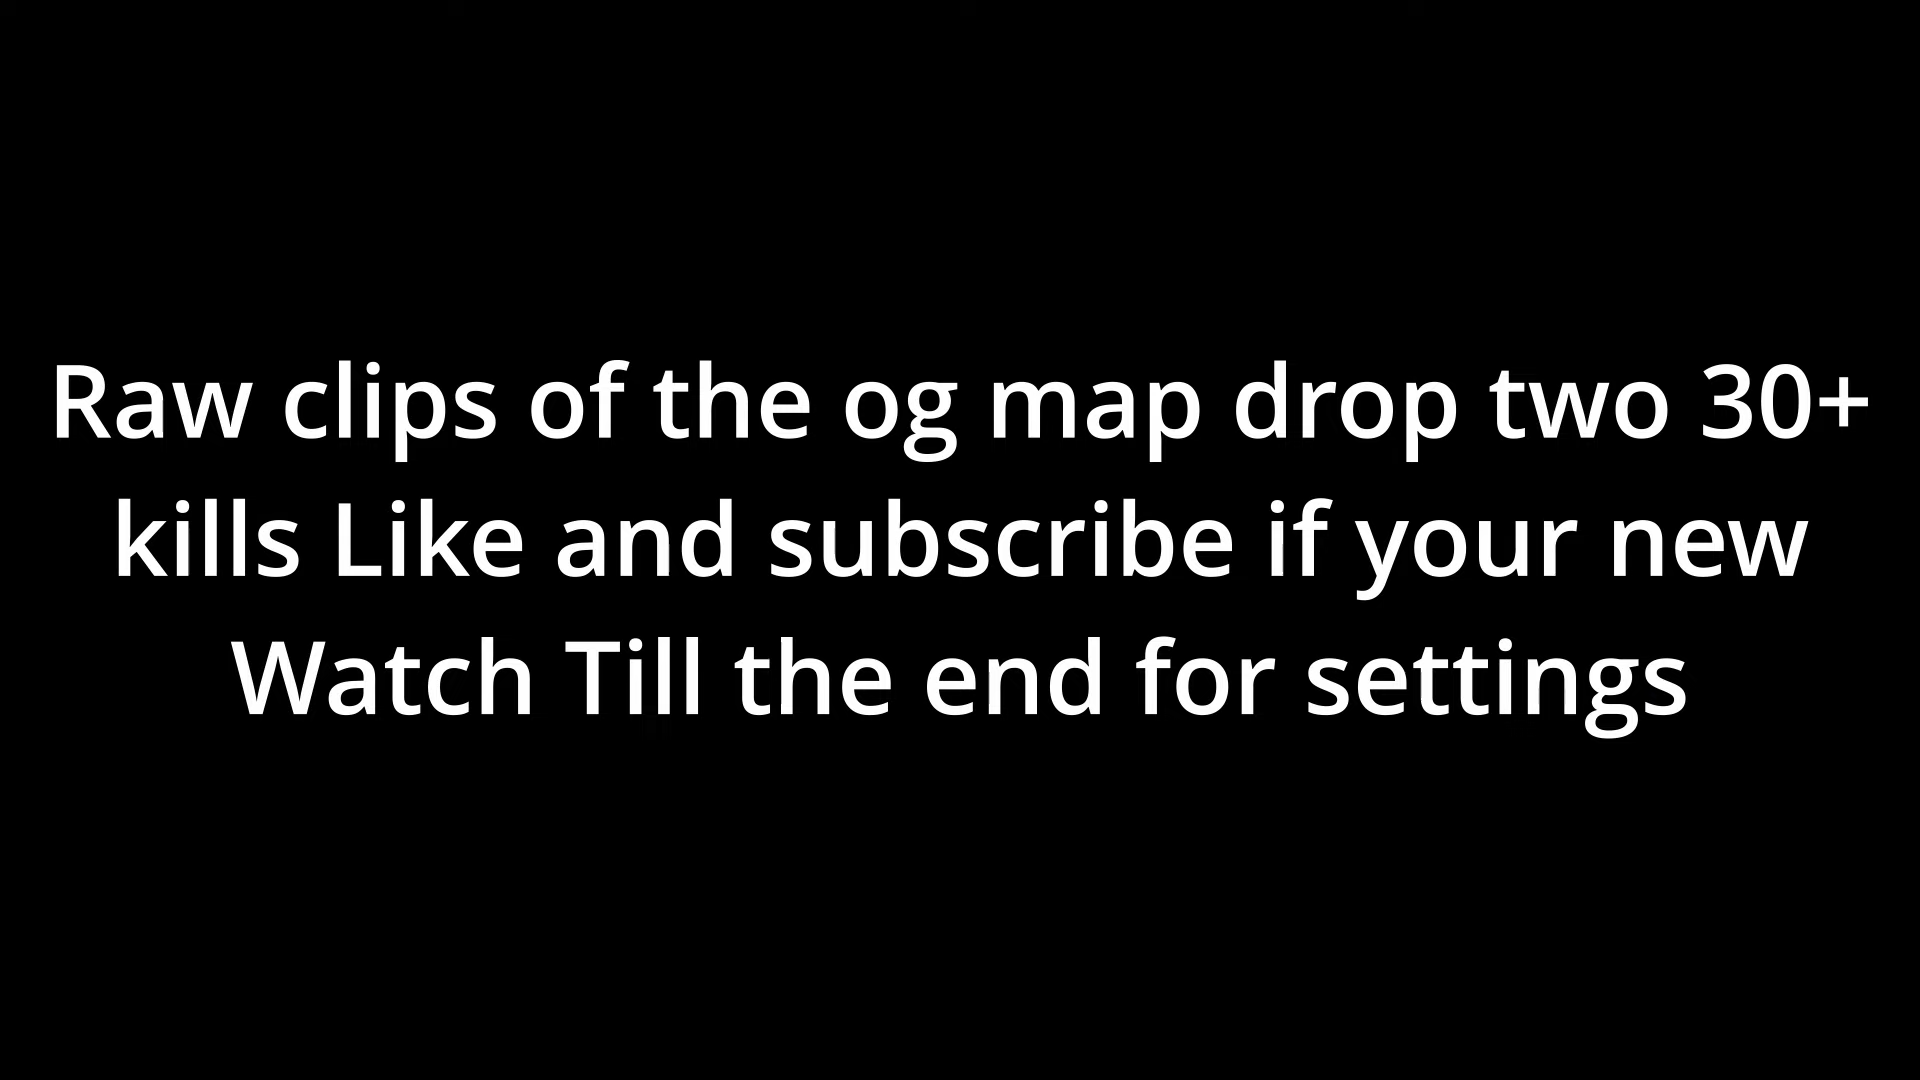 Raw clips of the og map drop two 30+
kills Like and subscribe if your new
Watch Till the end for settings